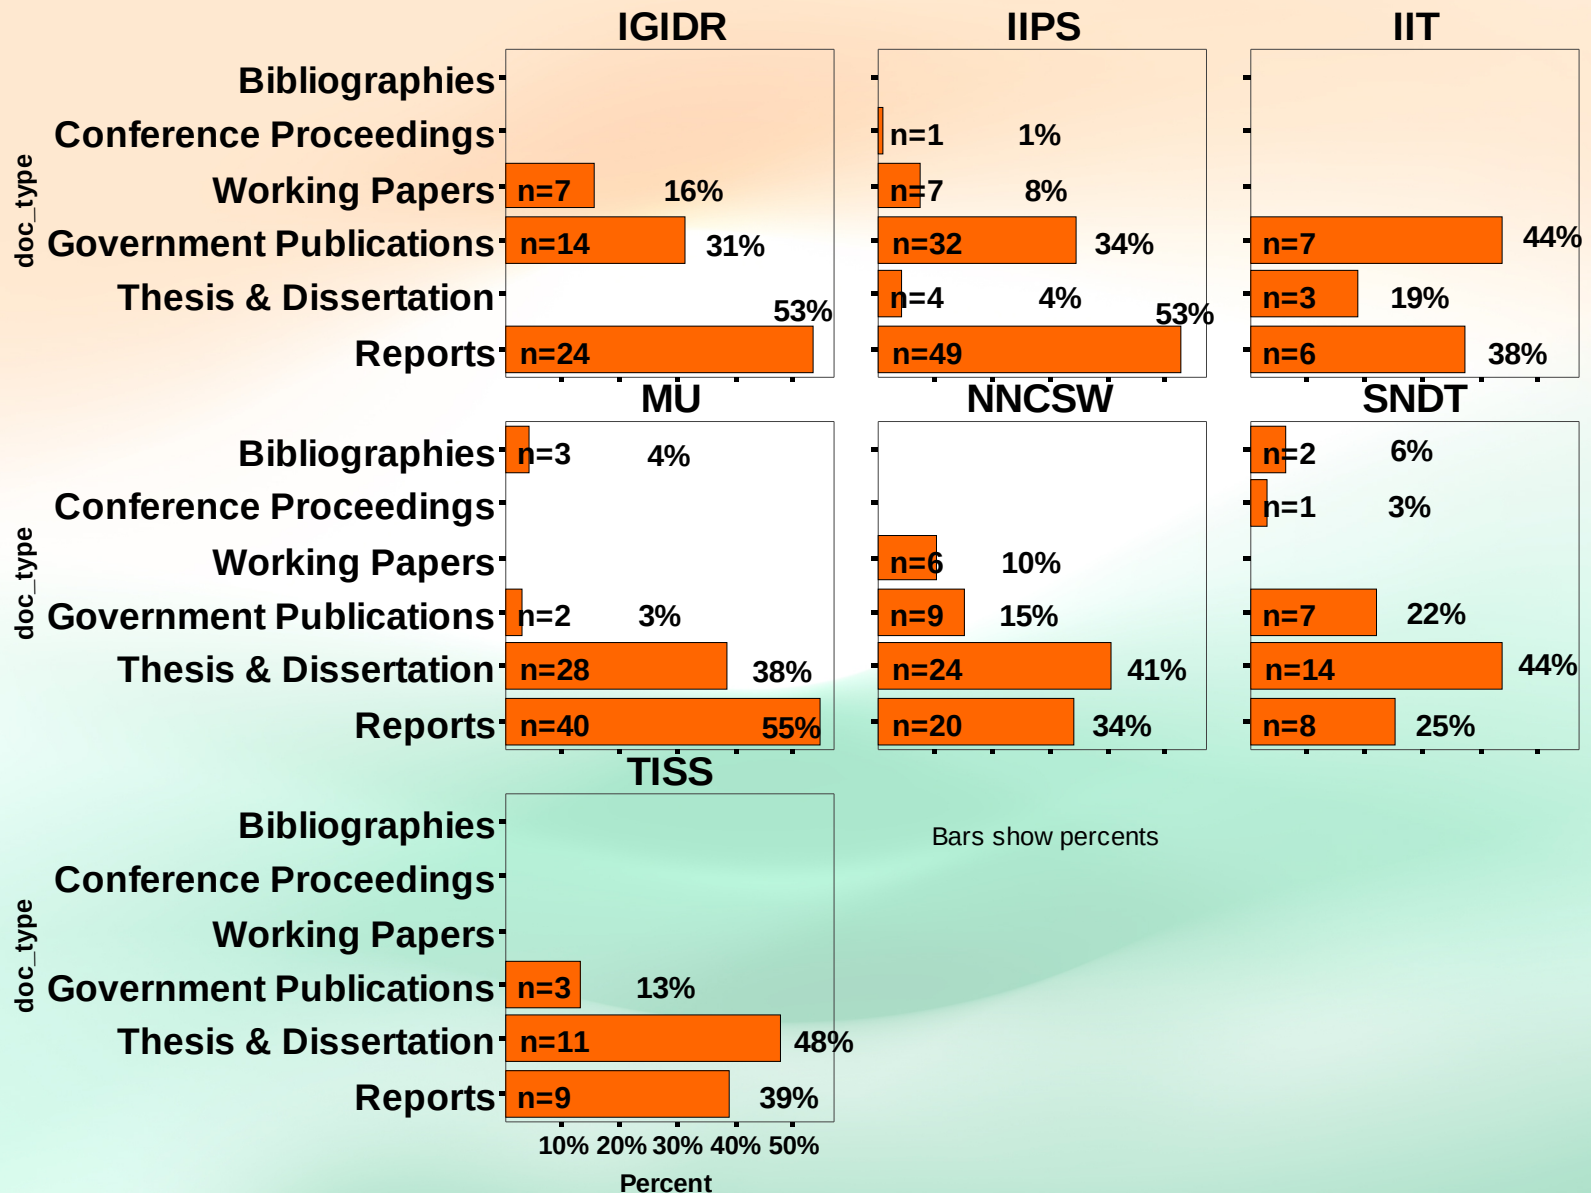 IGIDR IIPS IIT
Bibliographies
Conference Proceedings n=1 1%
Working Papers n=7 16% n=7 8%
doc_type
Government Publications n=14 31% n=32 34% n=7 44%
Thesis & Dissertation n=4 4% n=3 19%
Reports n=24 53% n=49 53% n=6 38%
MU NNCSW SNDT
Bibliographies n=3 4% n=2 6%
Conference Proceedings n=1 3%
Working Papers n=6 10%
doc_type
Government Publications n=2 3% n=9 15% n=7 22%
Thesis & Dissertation n=28 38% n=24 41% n=14 44%
Reports n=40 55% n=20 34% n=8 25%
TISS
Bibliographies
Bars show percents
Conference Proceedings
Working Papers
doc_type
Government Publications n=3 13%
Thesis & Dissertation n=11 48%
Reports n=9 39%
10% 20% 30% 40% 50%
Percent